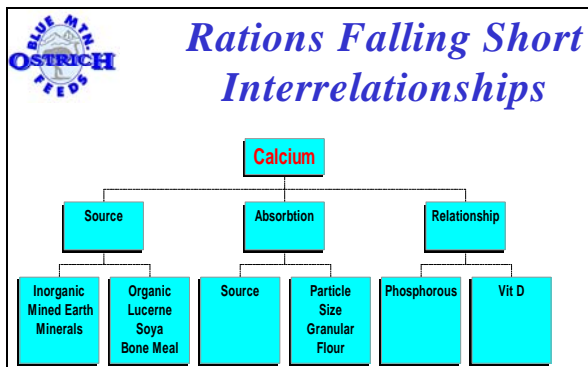 BLUE MTN.
OSTRICH
FEEDS
Rations Falling Short
Interrelationships
Calcium
Source
Absorbtion
Relationship
Inorganic
Mined Earth
Minerals
Organic
Lucerne
Soya
Bone Meal
Source
Particle
Size
Granular
Flour
Phosphorous
Vit D